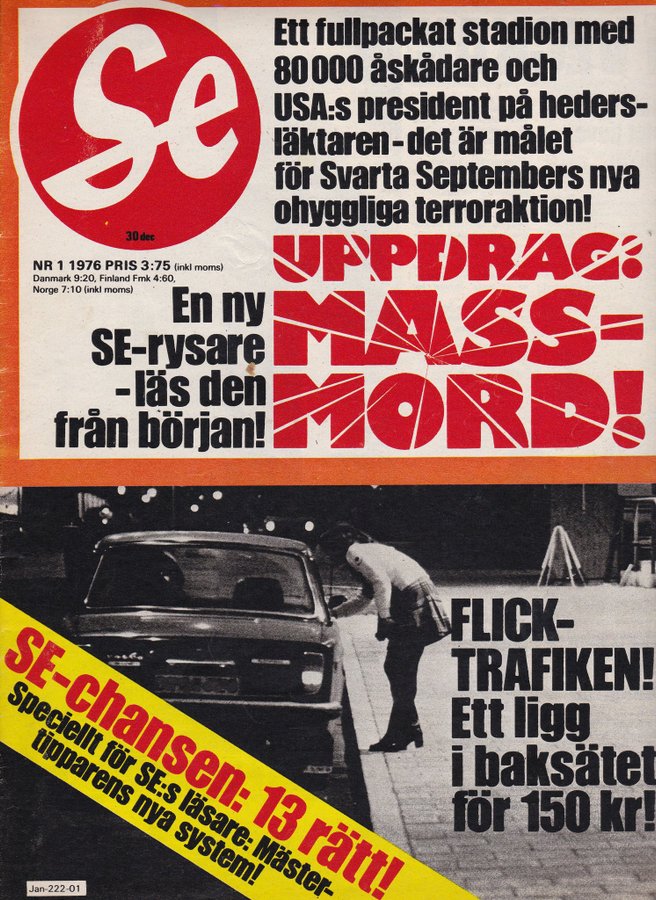 Se
30 dec
NR 1 1976 PRIS 3:75 (inkl moms)
Danmark 9:20, Finland Fmk 4:60,
Norge 7:10 (inkl moms)
Ett fullpackat stadion med
80000 åskådare och
USA:s president på heders-
läktaren-det är målet
för Svarta Septembers nya
ohyggliga terroraktion!
UPPDRAG:
MASS-
MORD!
En ny
SE-rysare
-läs den
från början!
FLICK-
TRAFIKEN!
Ett ligg
i baksätet
för 150 kr!
SE-chansen: 13 rätt!
Speciellt för SE:s läsare: Mäster-
tipparens nya system!
Jan-222-01